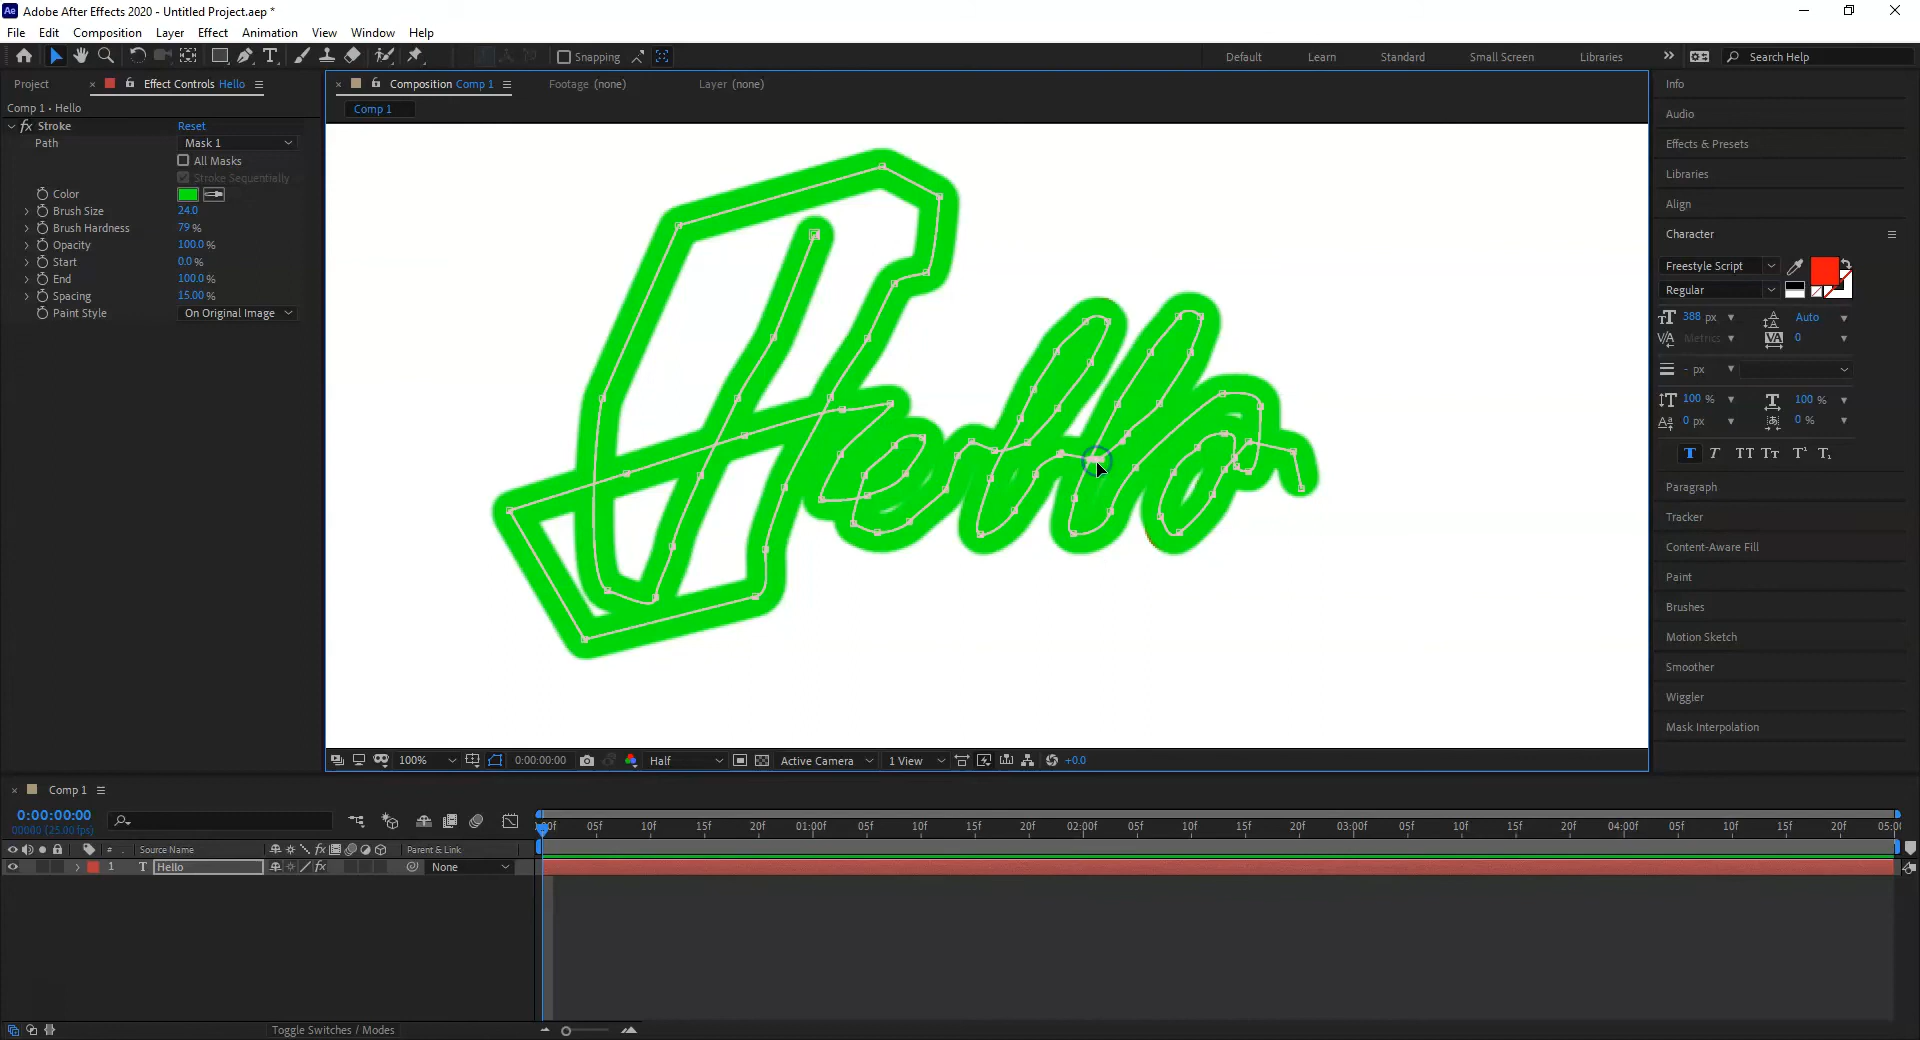 Adobe After Effects 2020 - Untitled Project.aep *
File Edit Composition Layer Effect Animation View Window Help
Snapping
Default Learn Standard Small Screen Libraries Search Help
Project Effect Controls Hello
Composition Comp 1
Footage (none) Layer (none)
Comp 1 • Hello
Comp 1
fx Stroke Reset
Path Mask 1
All Masks
Stroke Sequentially
Color
Brush Size 24.0
Brush Hardness 79 %
Opacity 100.0 %
Start 0.0 %
End 100.0 %
Spacing 15.00 %
Paint Style On Original Image
Hello
Info
Audio
Effects & Presets
Libraries
Align
Character
Freestyle Script
Regular
388 px Auto
Metrics 0
- px
100 % 100 %
0 px 0 %
T T TT Tr T¹ T₁
Paragraph
Tracker
Content-Aware Fill
Paint
Brushes
Motion Sketch
Smoother
Wiggler
Mask Interpolation
100% 0:00:00:00 Half Active Camera 1 View +0.0
Comp 1
0:00:00:00
00000 (25.00 fps)
05f 10f 15f 20f 01:00f 05f 10f 15f 20f 02:00f 05f 10f 15f 20f 03:00f 05f 10f 15f 20f 04:00f 05f 10f 15f 20f 05:0
# Source Name fx Parent & Link
1 T Hello fx None
Toggle Switches / Modes